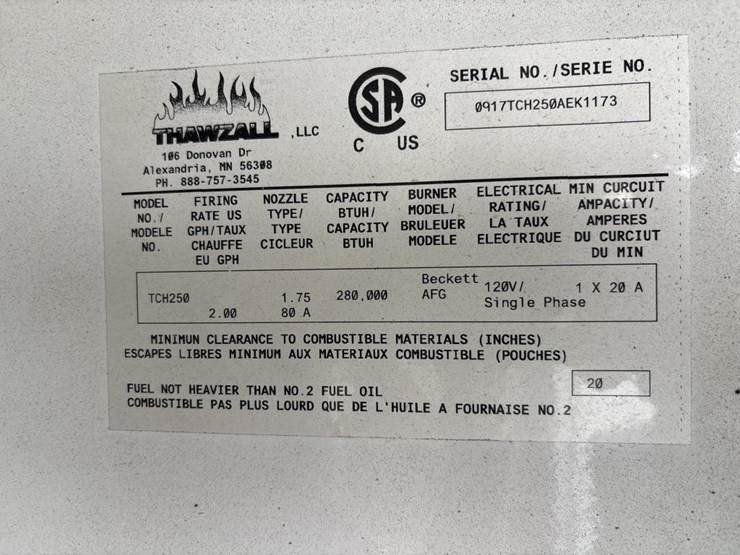 THAWZALL, LLC
106 Donovan Dr
Alexandria, MN 56308
PH. 888-757-3545
SA ®
C US
SERIAL NO./SERIE NO.
0917TCH250AEK1173
MODEL NO./ MODELE NO.
FIRING RATE US GPH/TAUX CHAUFFE EU GPH
NOZZLE TYPE/ TYPE CICLEUR
CAPACITY BTUH/ CAPACITY BTUH
BURNER MODEL/ BRULEUER MODELE
ELECTRICAL RATING/ LA TAUX ELECTRIQUE
MIN CURCUIT AMPACITY/ AMPERES DU CURCIUT DU MIN
TCH250
2.00
1.75 80 A
280,000
Beckett AFG
120V/ Single Phase
1 X 20 A
MINIMUN CLEARANCE TO COMBUSTIBLE MATERIALS (INCHES)
ESCAPES LIBRES MINIMUM AUX MATERIAUX COMBUSTIBLE (POUCHES)
20
FUEL NOT HEAVIER THAN NO.2 FUEL OIL
COMBUSTIBLE PAS PLUS LOURD QUE DE L'HUILE A FOURNAISE NO.2